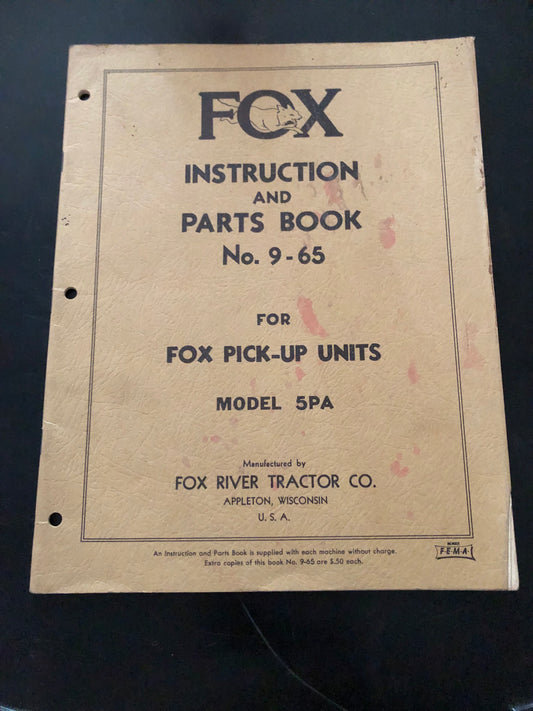 FOX
INSTRUCTION
AND
PARTS BOOK
No. 9-65
FOR
FOX PICK-UP UNITS
MODEL 5PA
Manufactured by
FOX RIVER TRACTOR CO.
APPLETON, WISCONSIN
U. S. A.
An Instruction and Parts Book is supplied with each machine without charge.
Extra copies of this book No. 9-65 are $.50 each.
MEMBER
F·E·M·A·